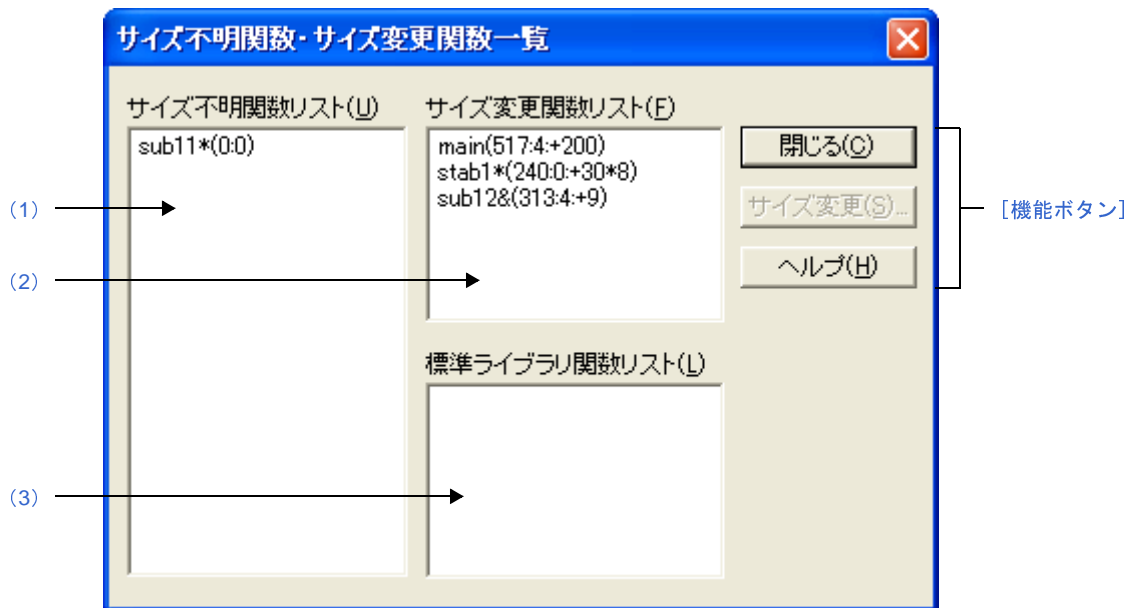 サイズ不明関数・サイズ変更関数一覧
サイズ不明関数リスト(U)
sub11*(0:0)
サイズ変更関数リスト(F)
main(517:4:+200)
stab1*(240:0:+30*8)
sub12&(313:4:+9)
標準ライブラリ関数リスト(L)
閉じる(C)
サイズ変更(S)...
ヘルプ(H)
[機能ボタン]
(1)
(2)
(3)